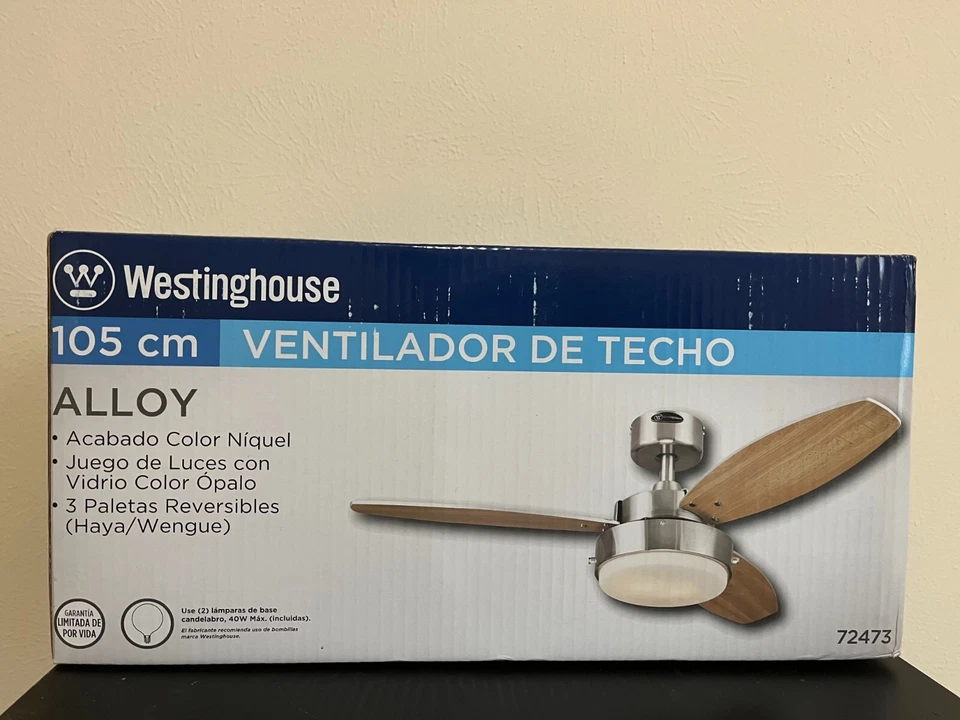 Westinghouse
105 cm VENTILADOR DE TECHO
ALLOY
• Acabado Color Níquel
• Juego de Luces con
Vidrio Color Ópalo
• 3 Paletas Reversibles
(Haya/Wengue)
GARANTÍA
LIMITADA DE
POR VIDA
Use (2) lámparas de base
candelabro, 40W Máx. (incluidas).
El fabricante recomienda uso de bombillas
marca Westinghouse.
72473